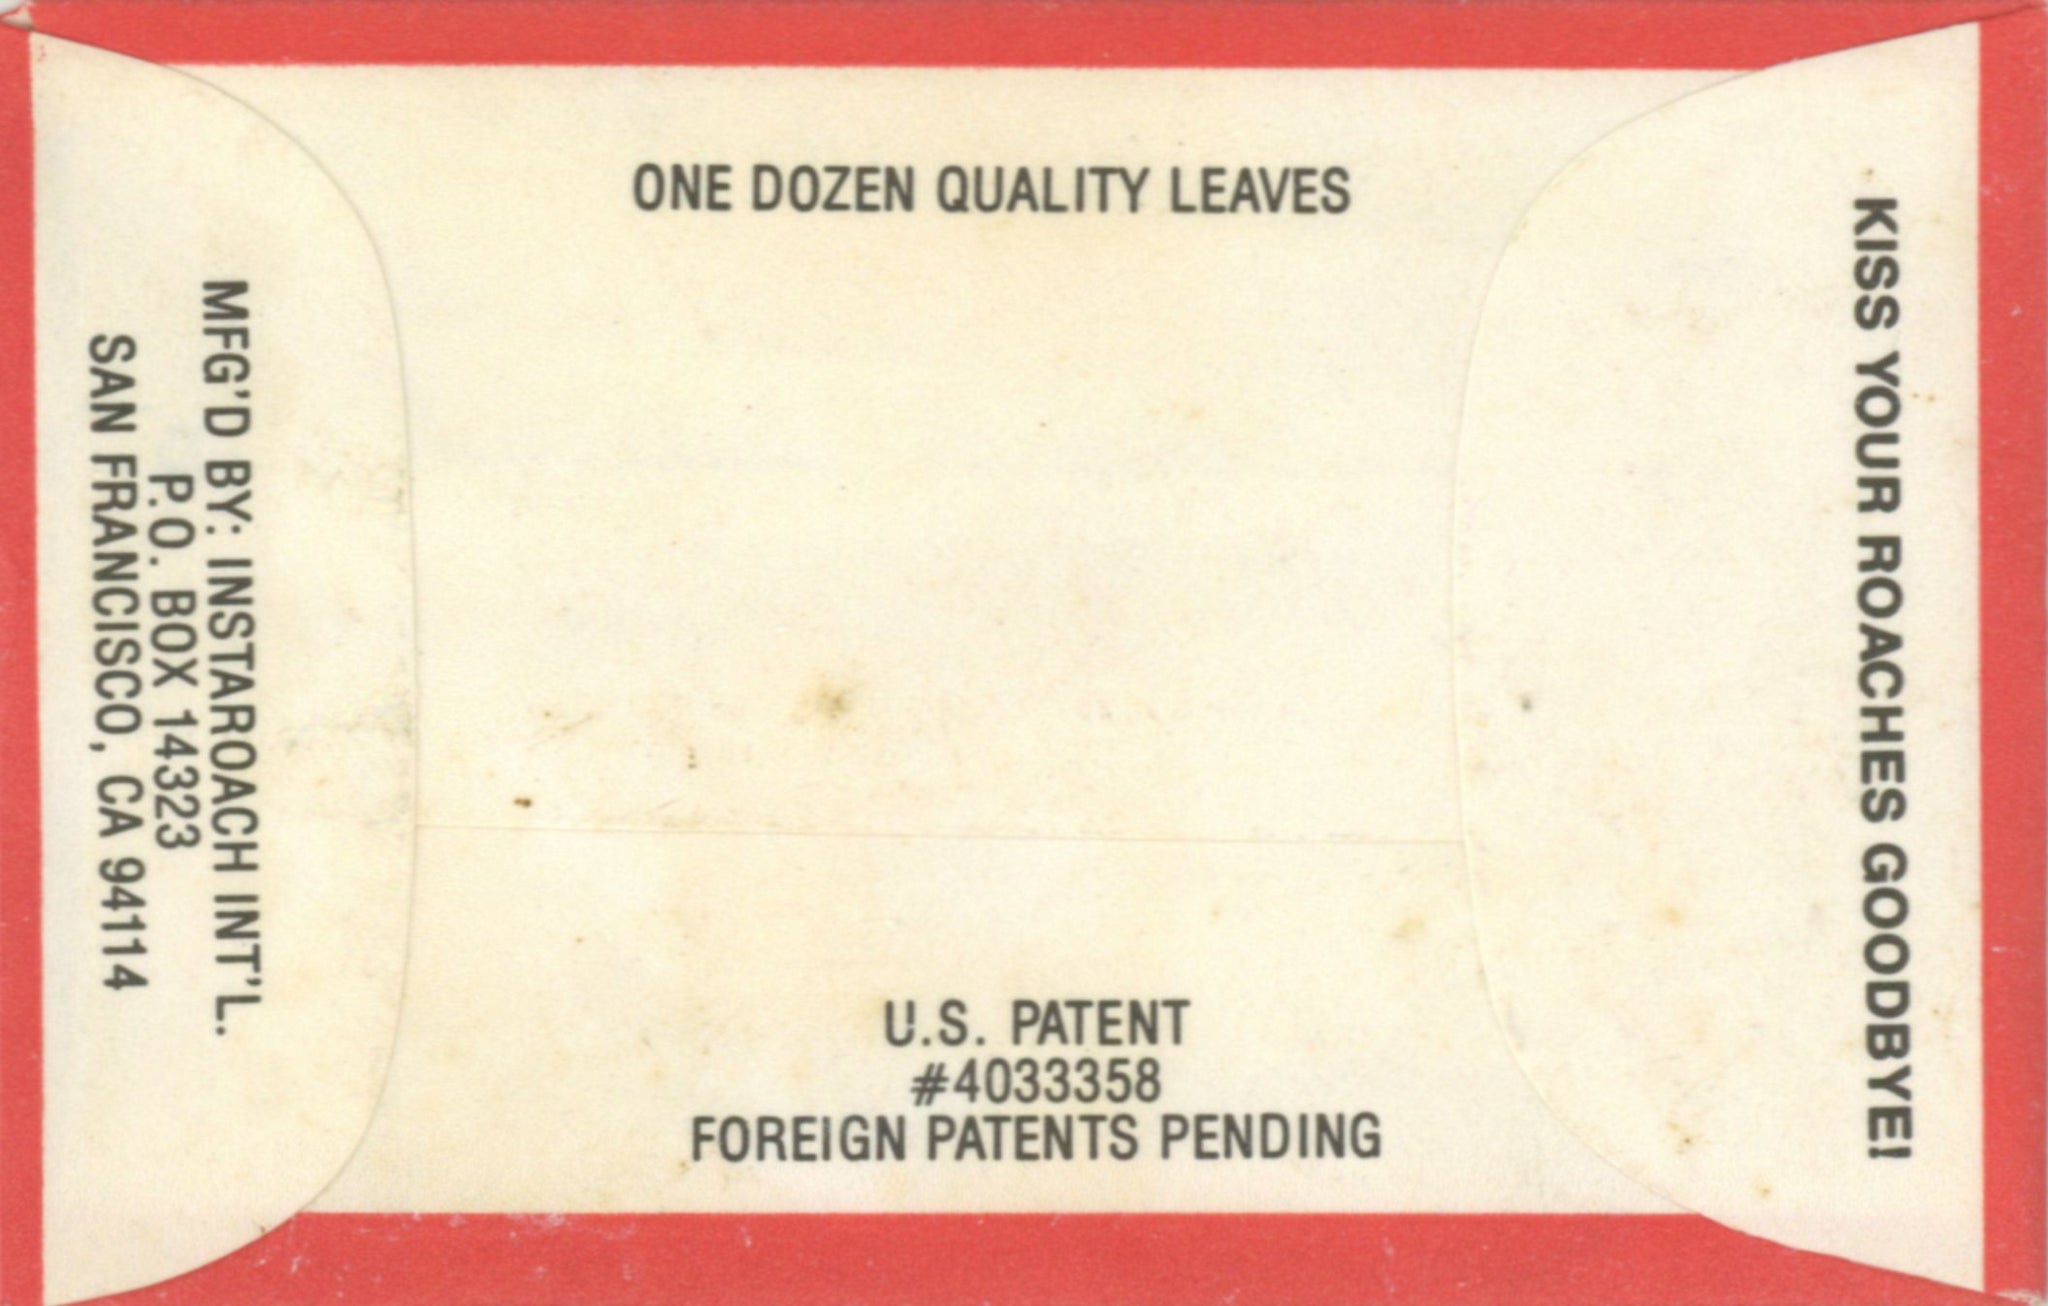 ONE DOZEN QUALITY LEAVES
MFG'D BY: INSTAROACH INT'L.
P.O. BOX 14323
SAN FRANCISCO, CA 94114
KISS YOUR ROACHES GOODBYE!
U.S. PATENT
#4033358
FOREIGN PATENTS PENDING